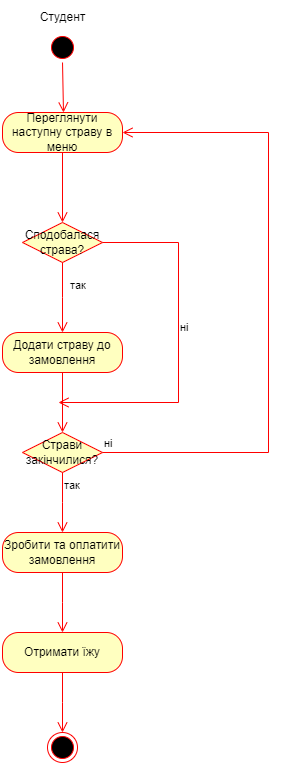 Студент
Переглянути
наступну страву в
меню
Сподобалася
страва?
так
ні
Додати страву до
замовлення
Страви
закінчилися?
ні
так
Зробити та оплатити
замовлення
Отримати їжу